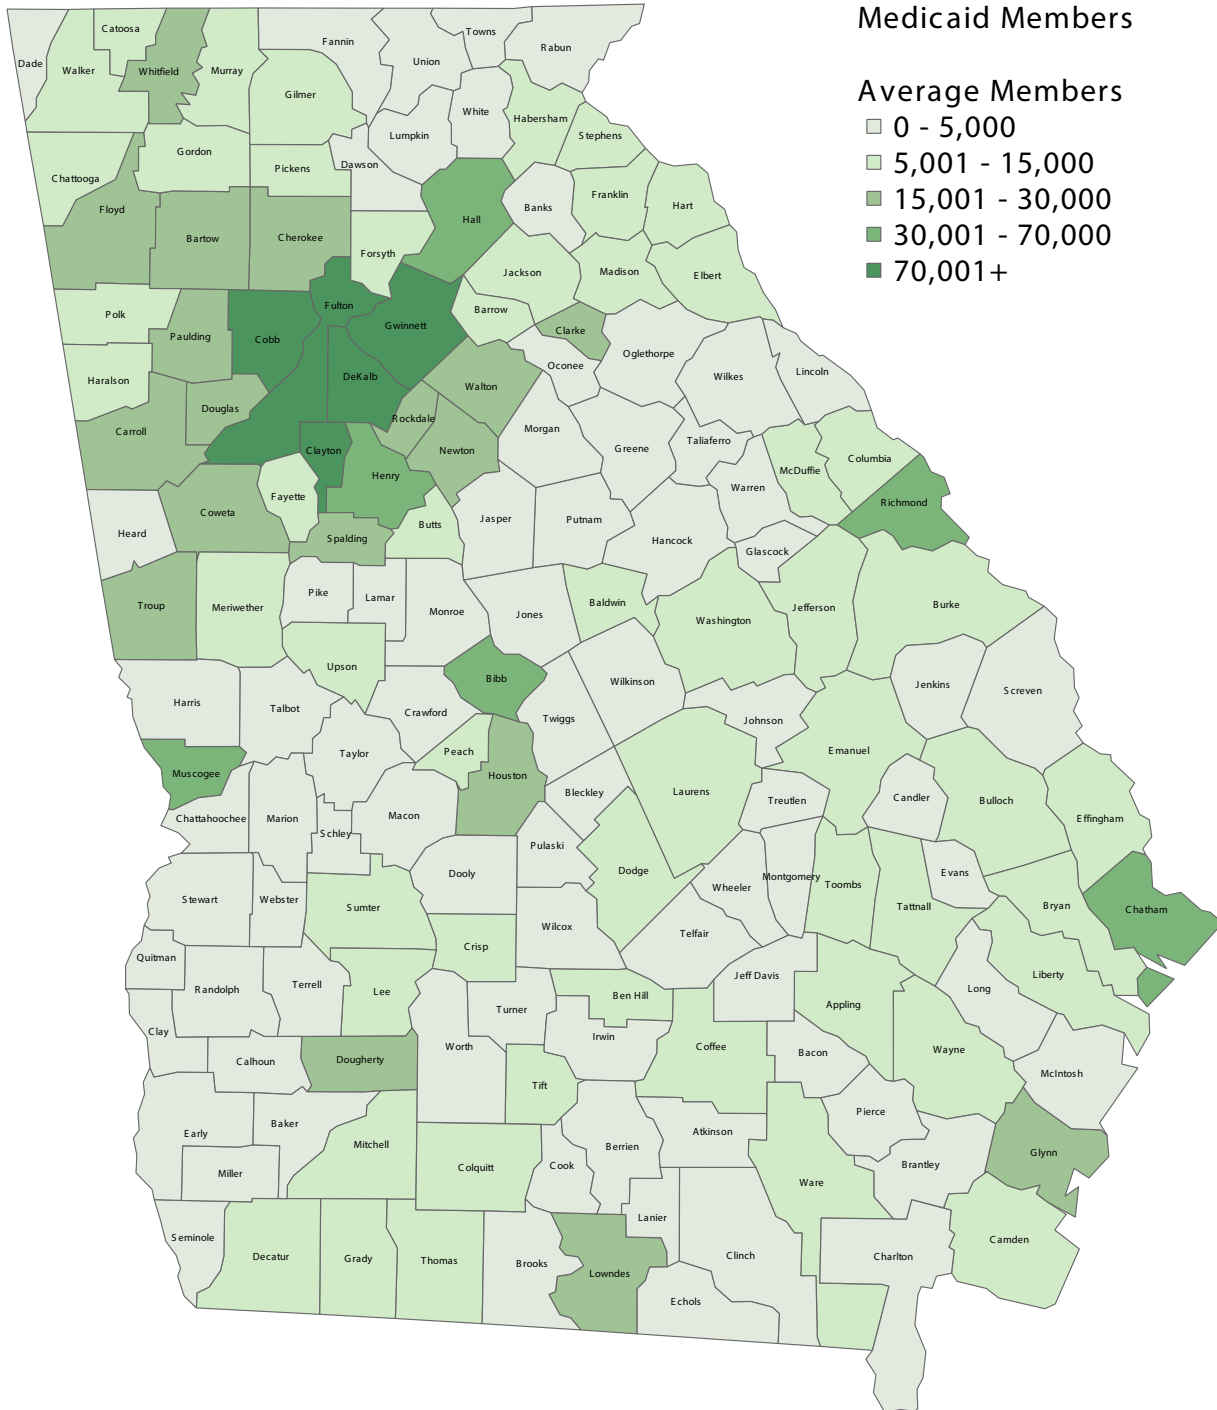 Medicaid Members
Average Members
0 - 5,000
5,001 - 15,000
15,001 - 30,000
30,001 - 70,000
70,001+
Dade
Walker
Catoosa
Whitfield
Murray
Fannin
Gilmer
Union
Towns
Rabun
White
Lumpkin
Habersham
Stephens
Chattooga
Gordon
Pickens
Dawson
Floyd
Bartow
Cherokee
Forsyth
Hall
Banks
Franklin
Hart
Jackson
Madison
Elbert
Polk
Paulding
Cobb
Fulton
Gwinnett
Barrow
Clarke
Oconee
Oglethorpe
Wilkes
Lincoln
Haralson
Douglas
DeKalb
Rockdale
Walton
Carroll
Clayton
Henry
Newton
Morgan
Greene
Taliaferro
McDuffie
Columbia
Richmond
Warren
Heard
Coweta
Fayette
Spalding
Butts
Jasper
Putnam
Hancock
Glascock
Troup
Meriwether
Pike
Lamar
Monroe
Jones
Baldwin
Washington
Jefferson
Burke
Upson
Bibb
Wilkinson
Jenkins
Screven
Harris
Talbot
Crawford
Twiggs
Johnson
Taylor
Peach
Emanuel
Muscogee
Houston
Bleckley
Laurens
Treutlen
Candler
Bulloch
Effingham
Chattahoochee
Marion
Schley
Macon
Pulaski
Dooly
Dodge
Wheeler
Montgomery
Toombs
Evans
Tattnall
Bryan
Chatham
Stewart
Webster
Sumter
Crisp
Wilcox
Telfair
Jeff Davis
Liberty
Long
Quitman
Randolph
Terrell
Lee
Turner
Ben Hill
Irwin
Coffee
Appling
Wayne
Clay
Calhoun
Dougherty
Worth
Tift
Bacon
McIntosh
Early
Baker
Mitchell
Miller
Colquitt
Cook
Berrien
Atkinson
Pierce
Brantley
Glynn
Ware
Seminole
Decatur
Grady
Thomas
Brooks
Lowndes
Lanier
Clinch
Echols
Charlton
Camden